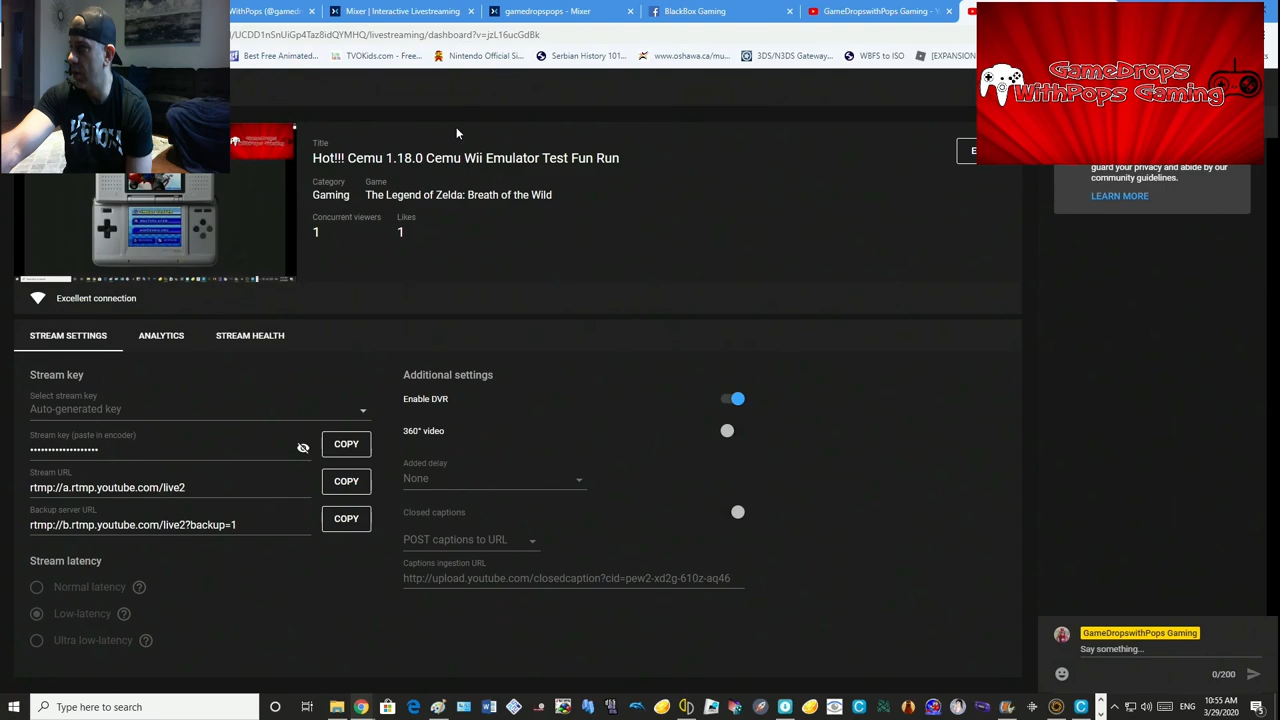 WithPops (@gamed
Mixer | Interactive Livestreaming
gamedropspops - Mixer
BlackBox Gaming
GameDropswithPops Gaming - Y
/UCDD1nSnUiGp4Taz8idQYMHQ/livestreaming/dashboard?v=jzL16ucGdBk
Best Free Animated...
TVOKids.com - Free...
Nintendo Official Si...
Serbian History 101...
www.oshawa.ca/mu...
3DS/N3DS Gateway...
WBFS to ISO
[EXPANSION
GameDrops
WithPops Gaming
Title
Hot!!! Cemu 1.18.0 Cemu Wii Emulator Test Fun Run
Category Game
Gaming The Legend of Zelda: Breath of the Wild
Concurrent viewers Likes
1 1
guard your privacy and abide by our
community guidelines.
LEARN MORE
Excellent connection
STREAM SETTINGS ANALYTICS STREAM HEALTH
Stream key
Select stream key
Auto-generated key
Stream key (paste in encoder)
COPY
Stream URL
rtmp://a.rtmp.youtube.com/live2
COPY
Backup server URL
rtmp://b.rtmp.youtube.com/live2?backup=1
COPY
Stream latency
Normal latency
Low-latency
Ultra low-latency
Additional settings
Enable DVR
360° video
Added delay
None
Closed captions
POST captions to URL
Captions ingestion URL
http://upload.youtube.com/closedcaption?cid=pew2-xd2g-610z-aq46
GameDropswithPops Gaming
Say something...
0/200
Type here to search
ENG
10:55 AM
3/29/2020